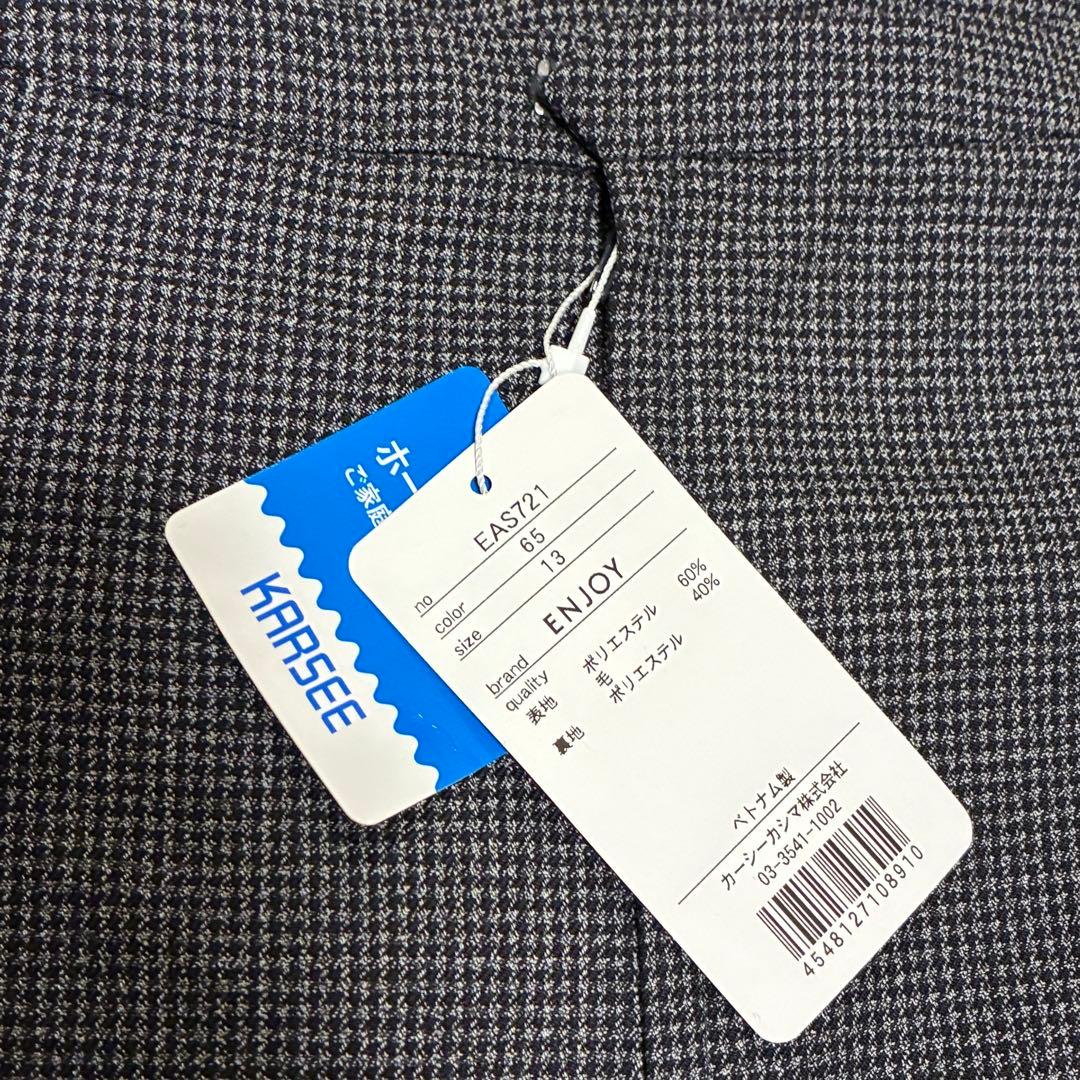 ホー
ご家庭
KARSEE
no EAS721
color 65
size 13
brand ENJOY
quality
表地 ポリエステル 60%
毛 40%
裏地 ポリエステル
ベトナム製
カーシーカシマ株式会社
03-3541-1002
4548127108910